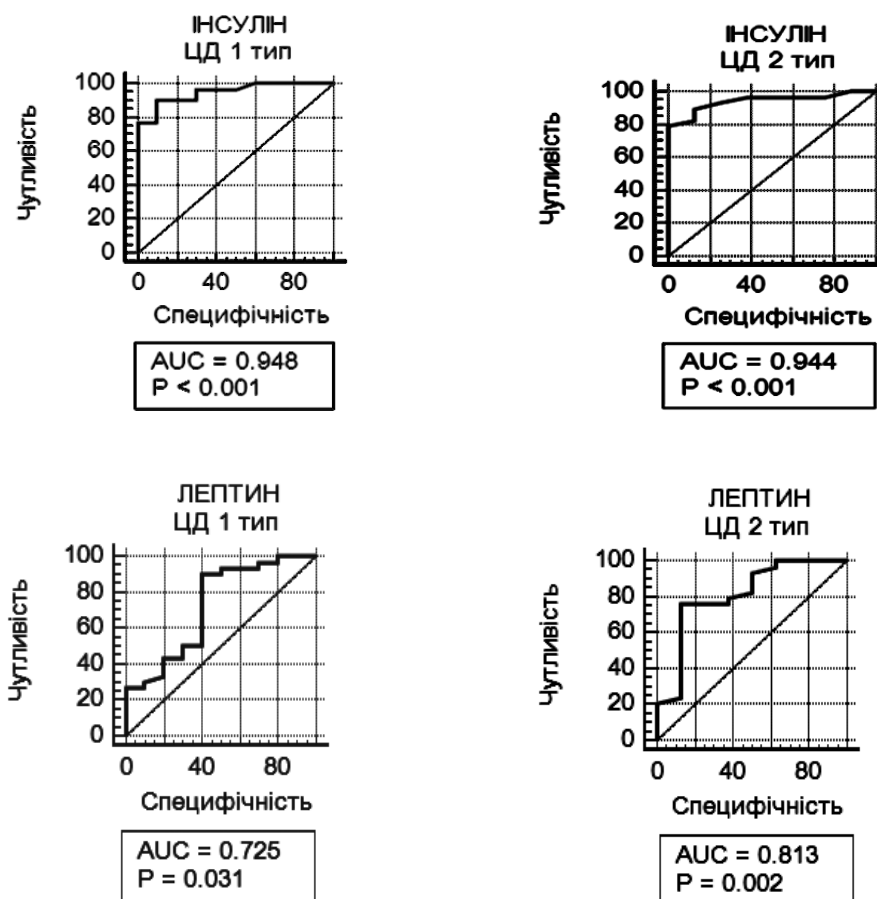 ІНСУЛІН
ЦД 1 тип
100
80
60
40
20
0
Чутливість
0
80
Специфічність
AUC = 0.948
P < 0.001
ІНСУЛІН
ЦД 2 тип
100
80
60
40
20
0
Чутливість
0
40
80
Специфічність
AUC = 0.944
P < 0.001
ЛЕПТИН
ЦД 1 тип
100
80
60
40
20
0
Чутливість
0
40
80
Специфічність
AUC = 0.725
P = 0.031
ЛЕПТИН
ЦД 2 тип
100
80
60
40
20
0
Чутливість
0
40
80
Специфічність
AUC = 0.813
P = 0.002